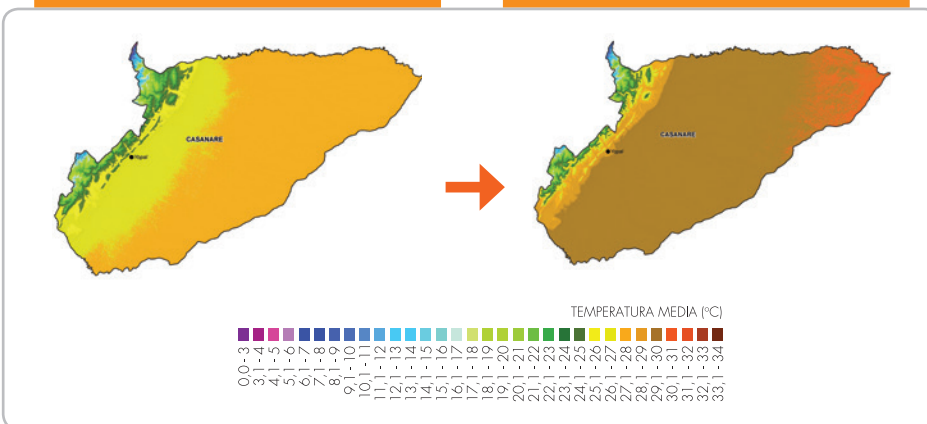 CASANARE
Yopal
CASANARE
Yopal
TEMPERATURA MEDIA (ºC)
0,0 - 3
3,1 - 4
4,1 - 5
5,1 - 6
6,1 - 7
7,1 - 8
8,1 - 9
9,1 - 10
10,1 - 11
11,1 - 12
12,1 - 13
13,1 - 14
14,1 - 15
15,1 - 16
16,1 - 17
17,1 - 18
18,1 - 19
19,1 - 20
20,1 - 21
21,1 - 22
22,1 - 23
23,1 - 24
24,1 - 25
25,1 - 26
26,1 - 27
27,1 - 28
28,1 - 29
29,1 - 30
30,1 - 31
31,1 - 32
32,1 - 33
33,1 - 34